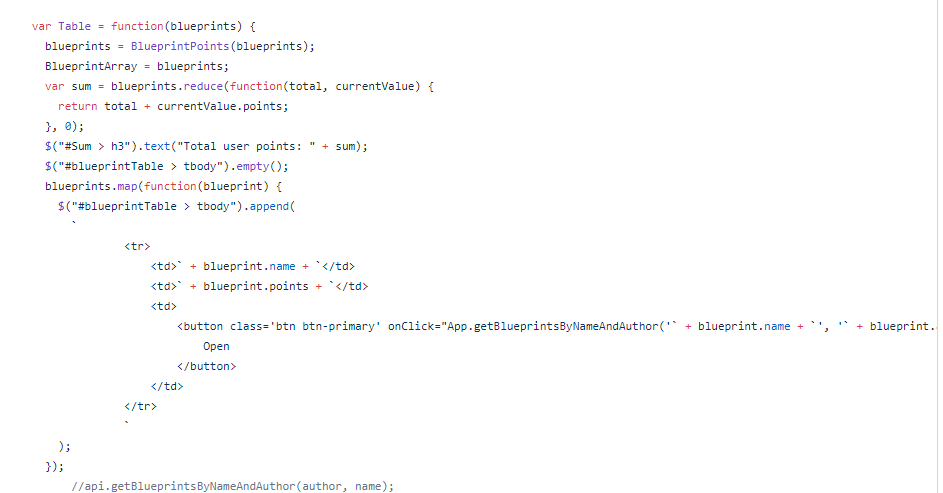 var Table = function(blueprints) {
  blueprints = BlueprintPoints(blueprints);
  BlueprintArray = blueprints;
  var sum = blueprints.reduce(function(total, currentValue) {
    return total + currentValue.points;
  }, 0);
  $("#Sum > h3").text("Total user points: " + sum);
  $("#blueprintTable > tbody").empty();
  blueprints.map(function(blueprint) {
    $("#blueprintTable > tbody").append(
      `
              <tr>
                  <td>` + blueprint.name + `</td>
                  <td>` + blueprint.points + `</td>
                  <td>
                      <button class='btn btn-primary' onClick="App.getBlueprintsByNameAndAuthor('` + blueprint.name + `', '` + blueprint.
                          Open
                      </button>
                  </td>
              </tr>
              `
    );
  });
      //api.getBlueprintsByNameAndAuthor(author, name);